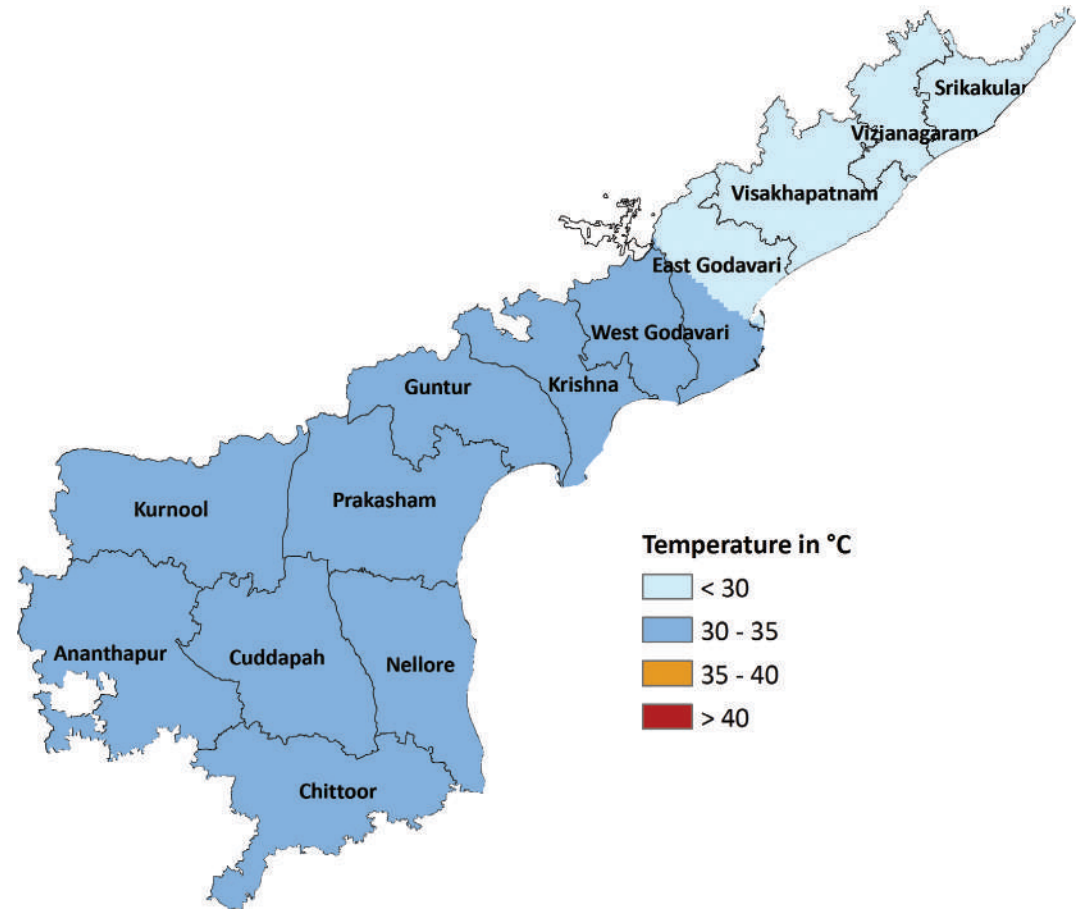 Srikakular
Vizianagaram
Visakhapatnam
East Godavari
West Godavari
Krishna
Guntur
Prakasham
Kurnool
Ananthapur
Cuddapah
Nellore
Chittoor
Temperature in °C
< 30
30 - 35
35 - 40
> 40